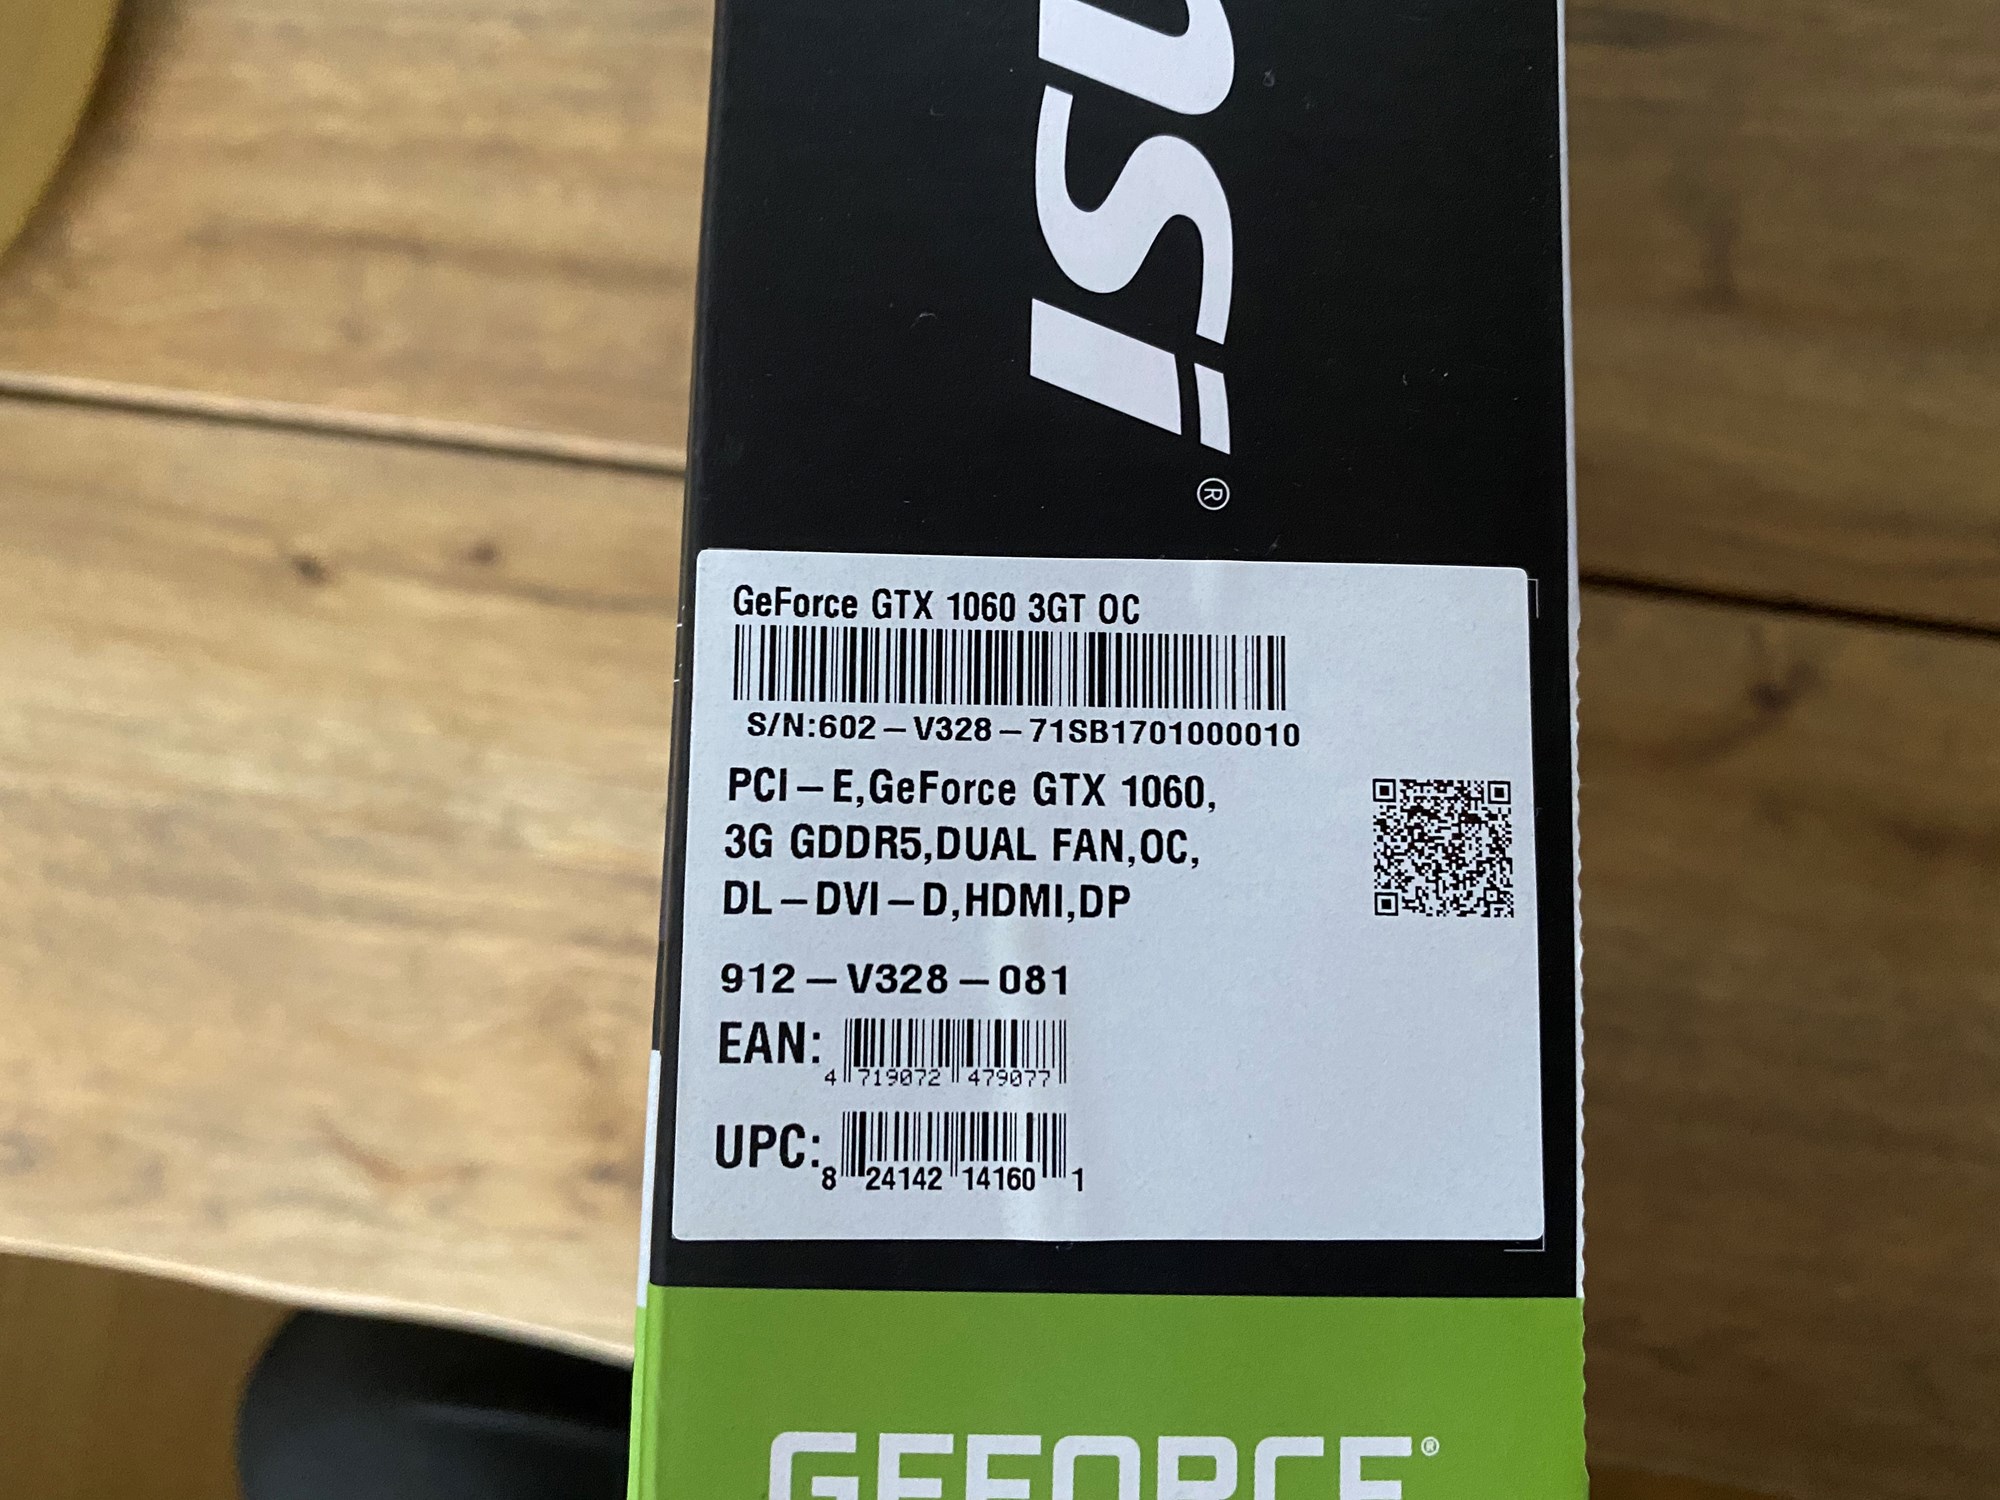 msi®
GeForce GTX 1060 3GT OC
S/N:602-V328-71SB1701000010
PCI-E,GeForce GTX 1060,
3G GDDR5,DUAL FAN,OC,
DL-DVI-D,HDMI,DP
912-V328-081
EAN:
4 719072 479077
UPC:
8 24142 14160 1
GEFORCE®